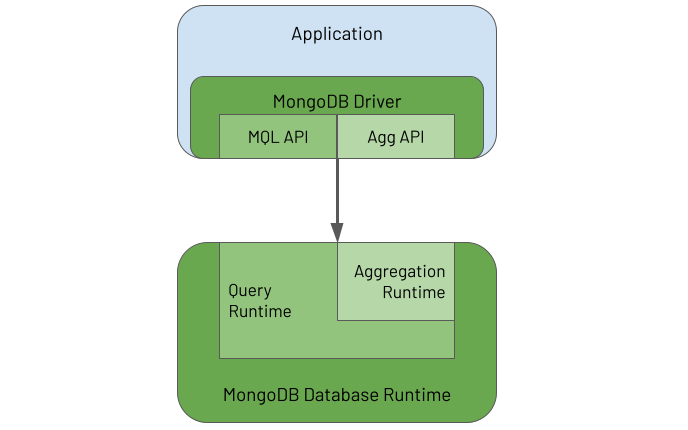 Application
MongoDB Driver
MQL API
Agg API
Aggregation
Runtime
Query
Runtime
MongoDB Database Runtime